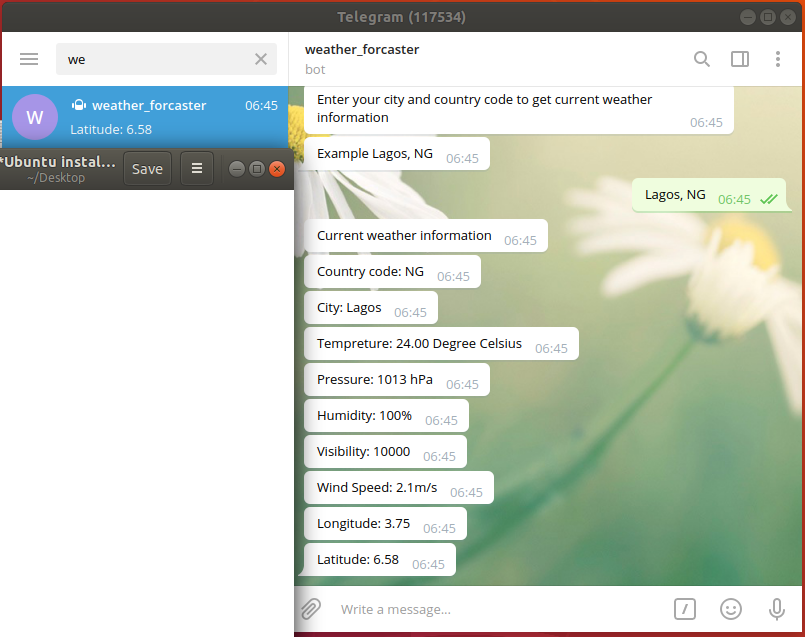 Telegram (117534)
we
weather_forcaster
06:45
Latitude: 6.58
W
*Ubuntu instal...
~/Desktop
Save
weather_forcaster
bot
Enter your city and country code to get current weather
information
06:45
Example Lagos, NG 06:45
Lagos, NG 06:45
Current weather information 06:45
Country code: NG 06:45
City: Lagos 06:45
Tempreture: 24.00 Degree Celsius 06:45
Pressure: 1013 hPa 06:45
Humidity: 100% 06:45
Visibility: 10000 06:45
Wind Speed: 2.1m/s 06:45
Longitude: 3.75 06:45
Latitude: 6.58 06:45
Write a message...